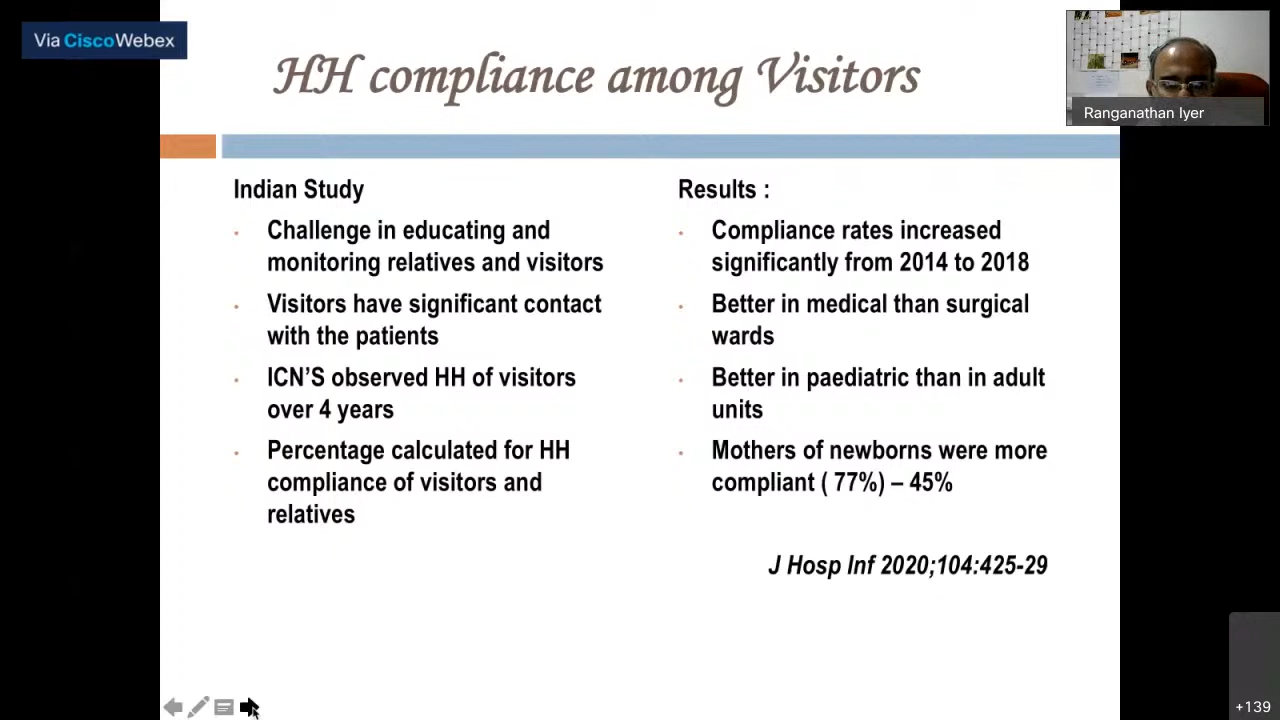 Via CiscoWebex
HH compliance among Visitors
Ranganathan Iyer
Indian Study
Challenge in educating and
monitoring relatives and visitors
Visitors have significant contact
with the patients
ICN'S observed HH of visitors
over 4 years
Percentage calculated for HH
compliance of visitors and
relatives
Results :
Compliance rates increased
significantly from 2014 to 2018
Better in medical than surgical
wards
Better in paediatric than in adult
units
Mothers of newborns were more
compliant ( 77%) – 45%
J Hosp Inf 2020;104:425-29
+139